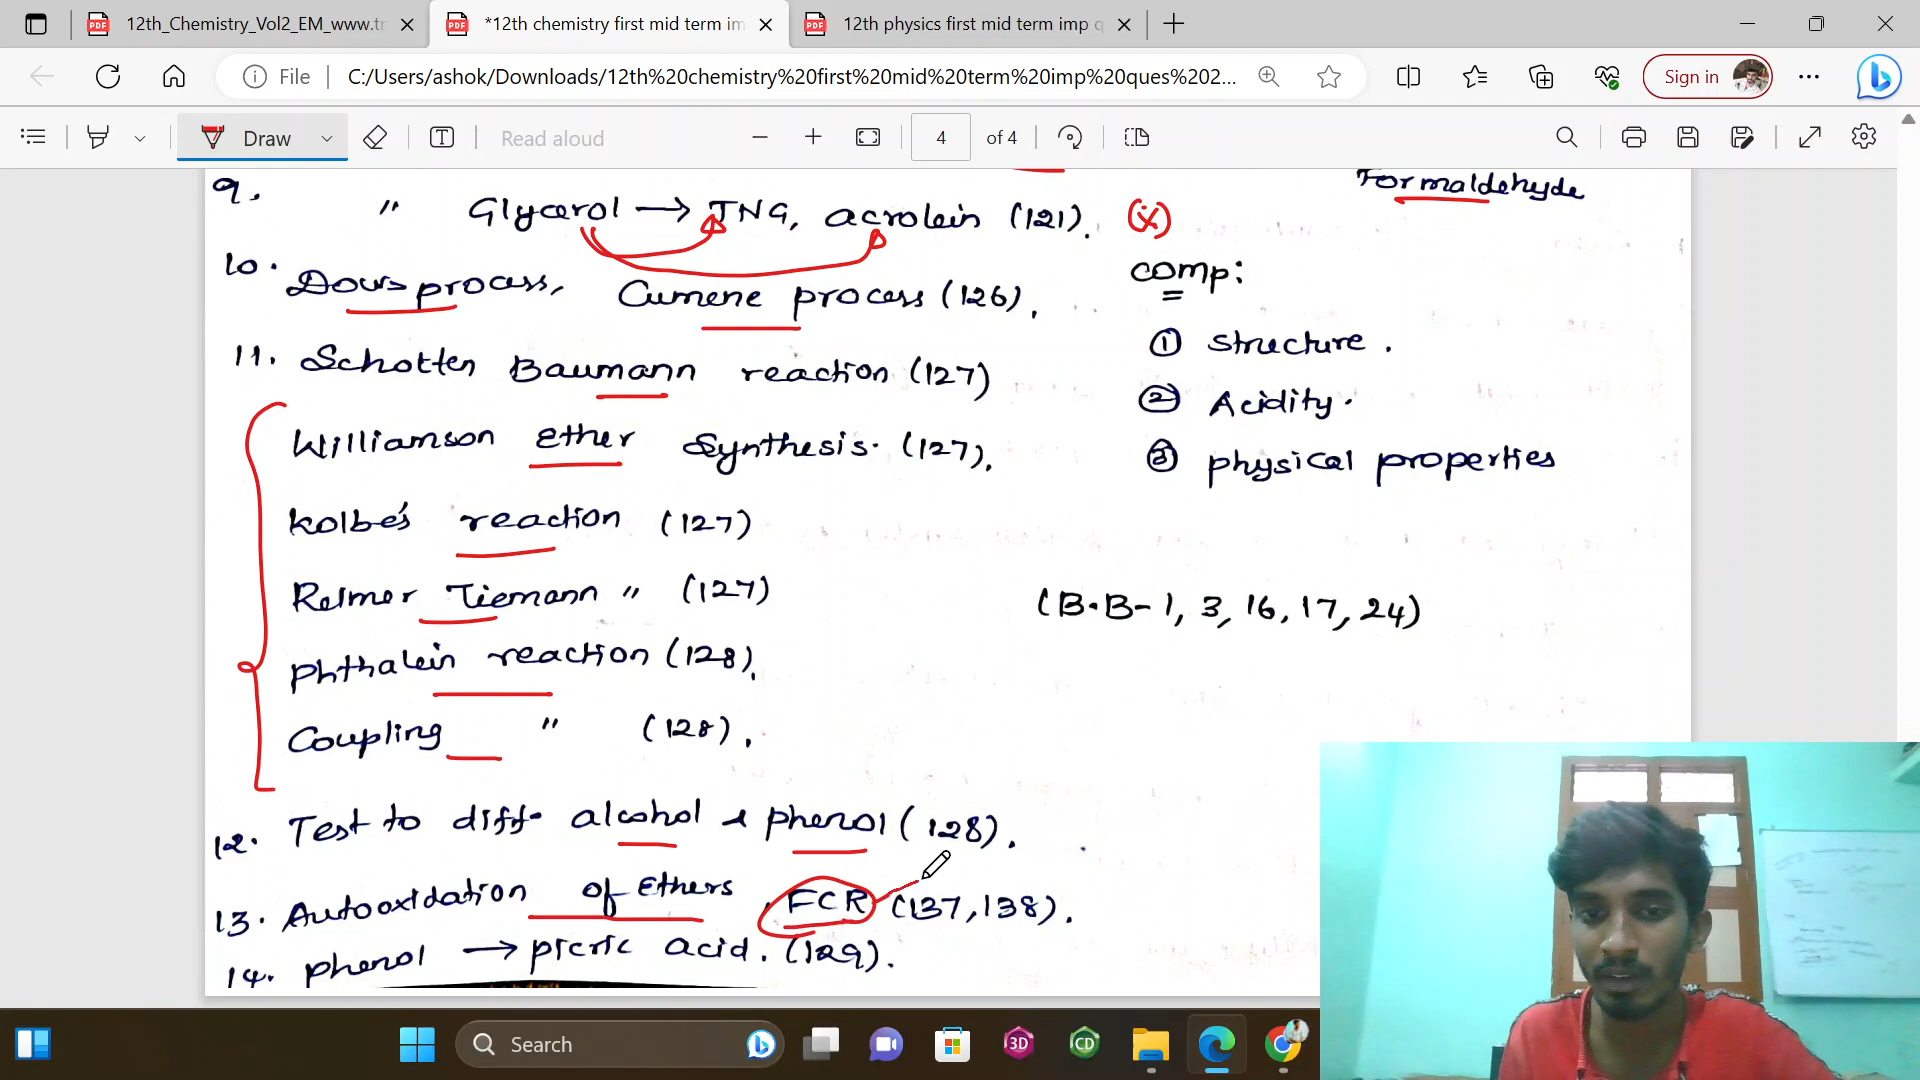 12th_Chemistry_Vol2_EM_www.tr
*12th chemistry first mid term im
12th physics first mid term imp q
File
C:/Users/ashok/Downloads/12th%20chemistry%20first%20mid%20term%20imp%20ques%202...
Sign in
Draw
Read aloud
4 of 4
Formaldehyde
9. " Glycerol → TNG, acrolein (121).
10. Dows process, Cumene process (126).
comp:
11. Schotten Baumann reaction (127)
① structure.
② Acidity.
Williamson Ether Synthesis. (127).
③ physical properties
Kolbe's reaction (127)
Reimer Tiemann " (127)
(B.B- 1, 3, 16, 17, 24)
Phthalein reaction (128).
Coupling " (128).
12. Test to diff. alcohol & phenol (128).
13. Autooxidation of Ethers, FCR (137,138).
14. phenol → picric acid. (129).
Search
3D
CD